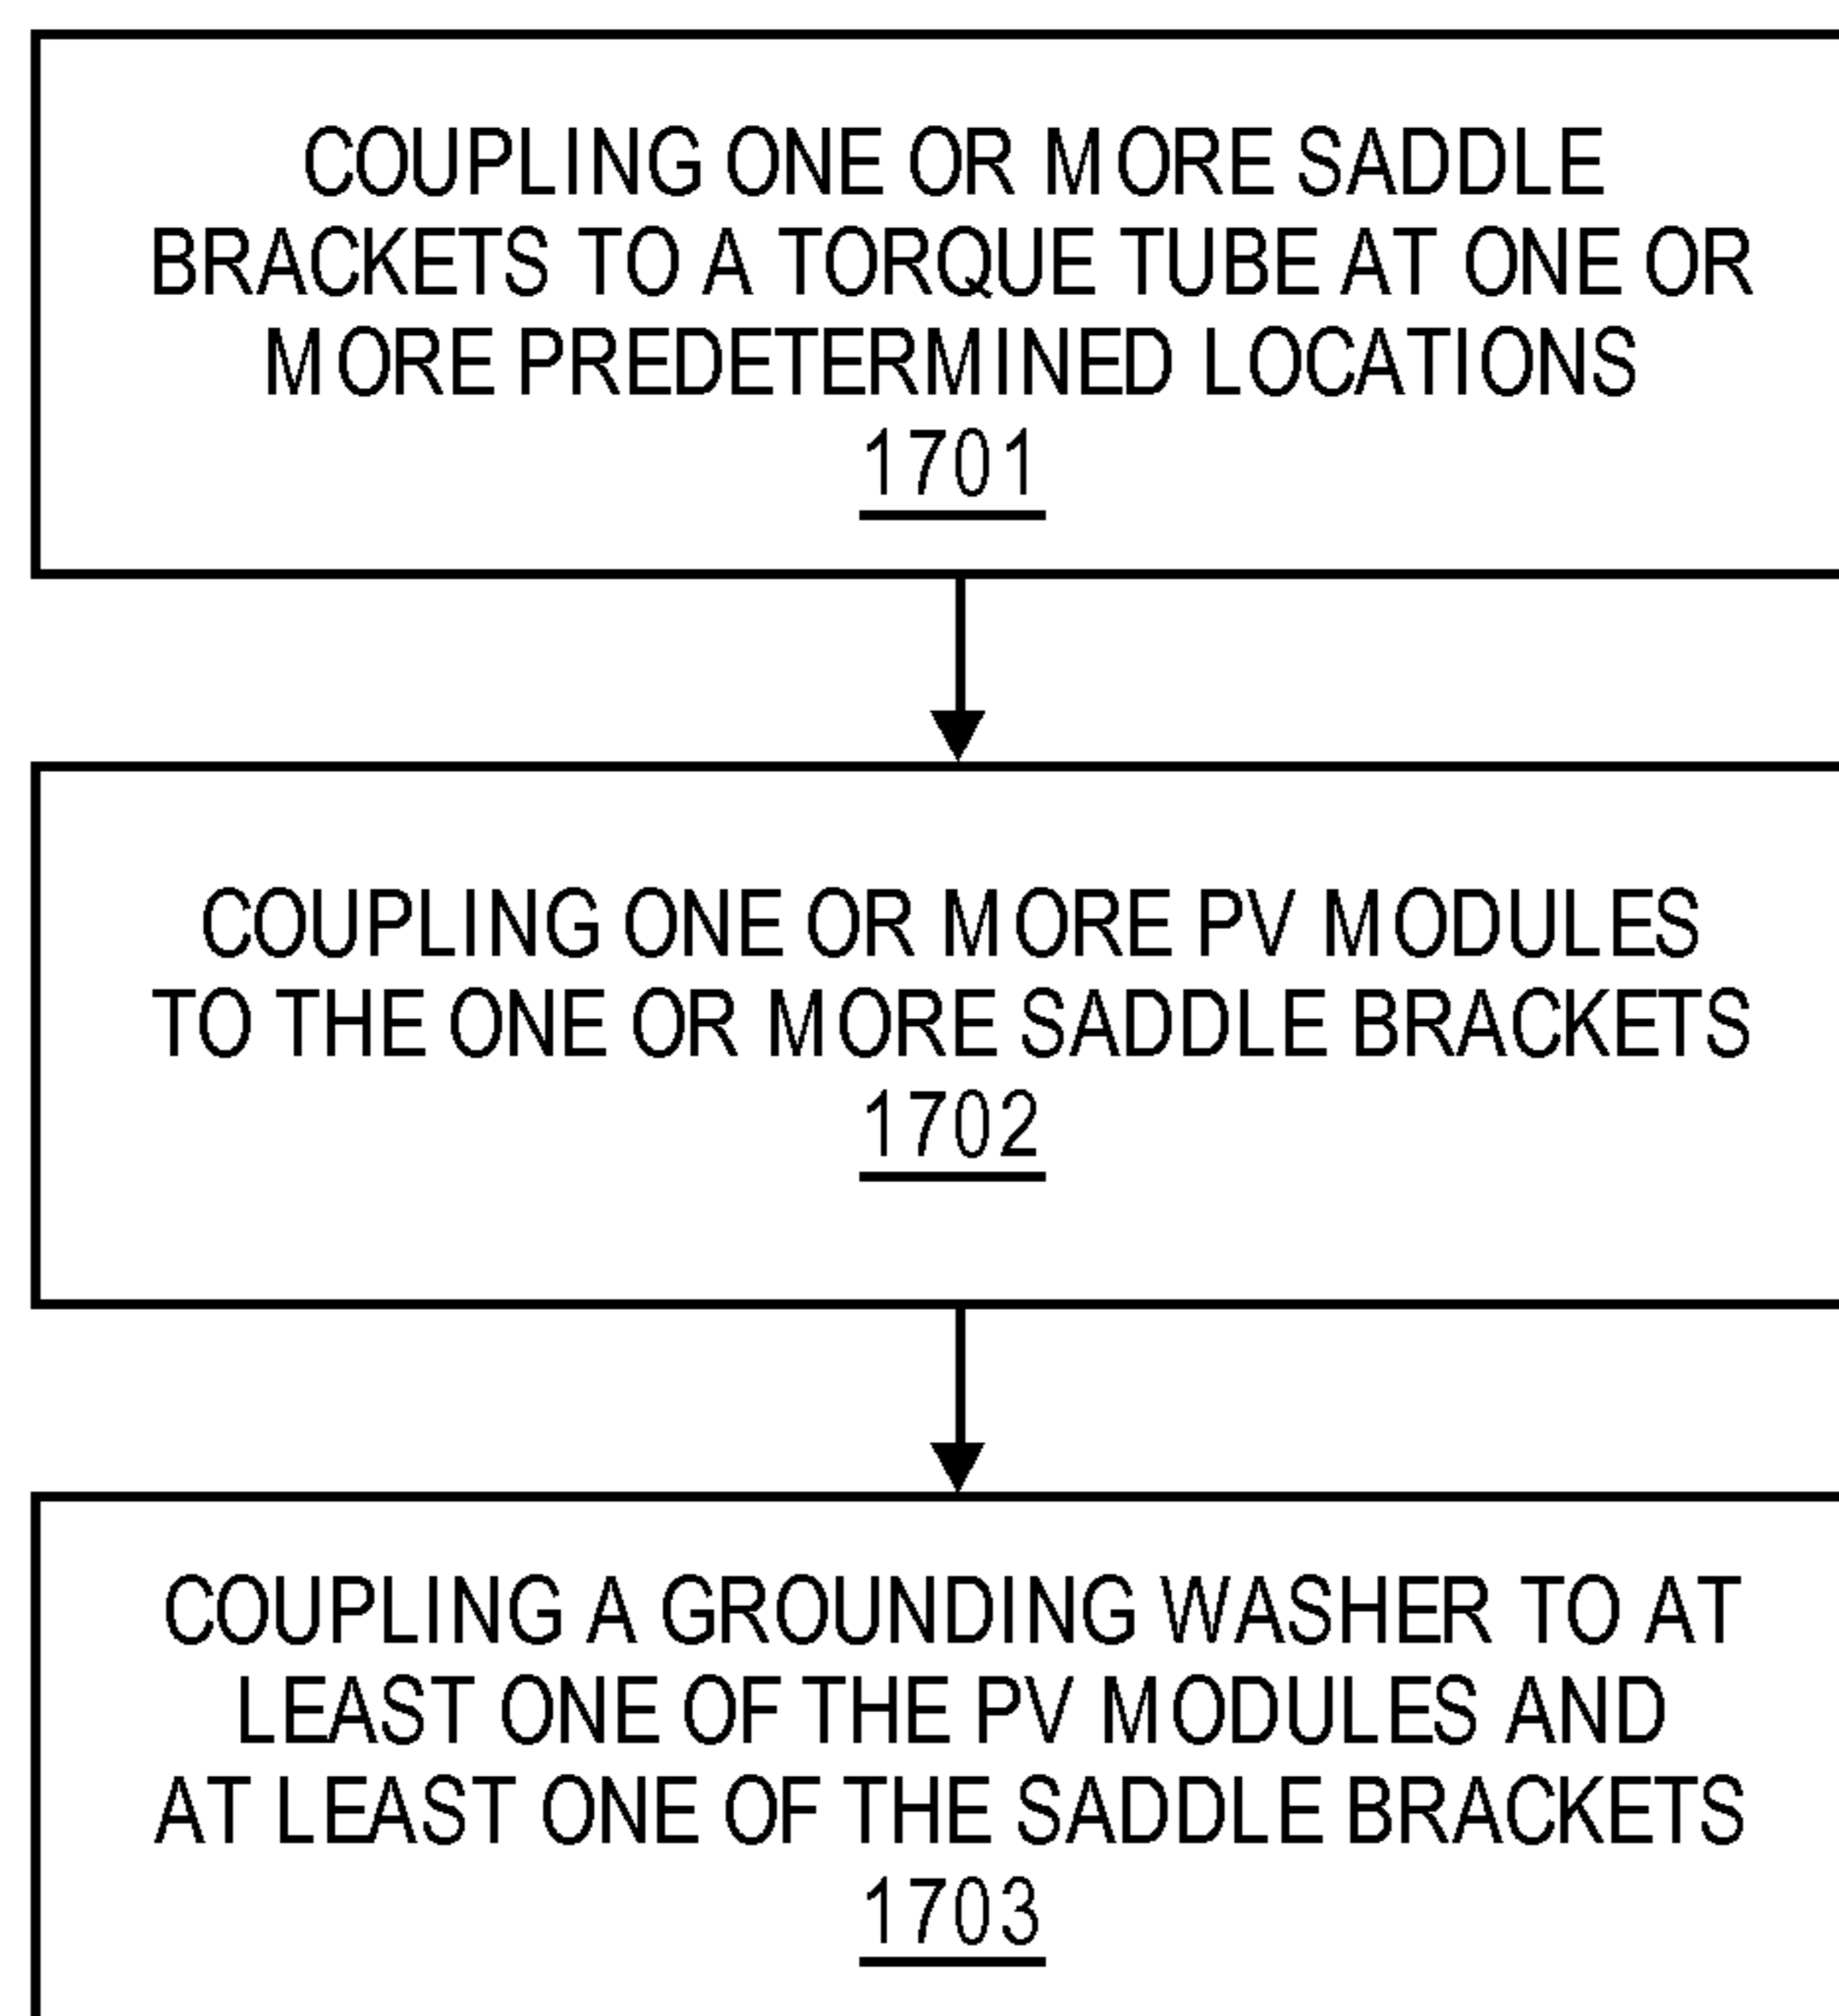 COUPLING ONE OR MORE SADDLE
BRACKETS TO A TORQUE TUBE AT ONE OR
MORE PREDETERMINED LOCATIONS
1701
COUPLING ONE OR MORE PV MODULES
TO THE ONE OR MORE SADDLE BRACKETS
1702
COUPLING A GROUNDING WASHER TO AT
LEAST ONE OF THE PV MODULES AND
AT LEAST ONE OF THE SADDLE BRACKETS
1703